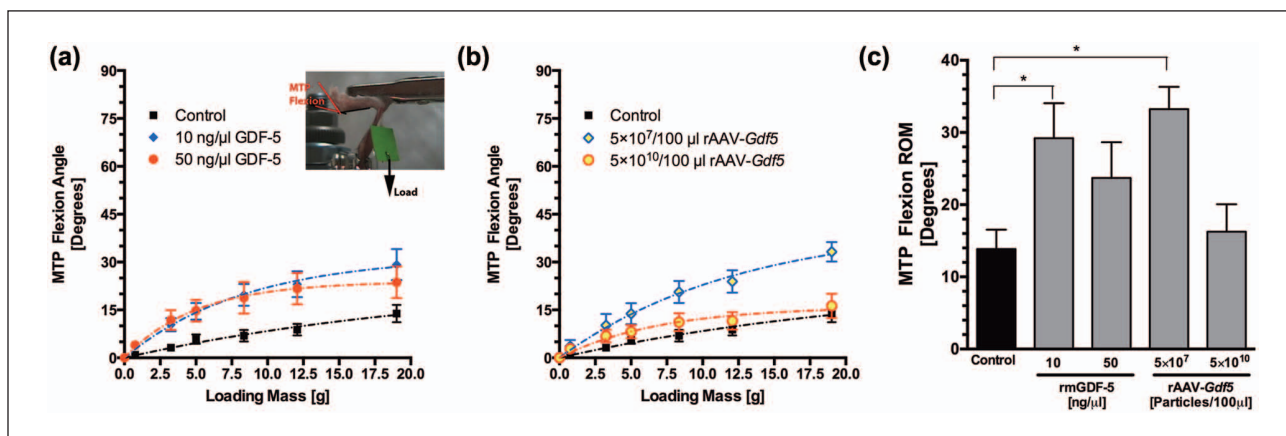 (a)
90
75
60
45
30
15
0
MTP Flexion Angle
[Degrees]
Control
10 ng/µl GDF-5
50 ng/µl GDF-5
MTP
Flexion
Load
0.0 2.5 5.0 7.5 10.0 12.5 15.0 17.5 20.0
Loading Mass [g]
(b)
90
75
60
45
30
15
0
MTP Flexion Angle
[Degrees]
Control
5×10⁷/100 µl rAAV-Gdf5
5×10¹⁰/100 µl rAAV-Gdf5
0.0 2.5 5.0 7.5 10.0 12.5 15.0 17.5 20.0
Loading Mass [g]
(c)
40
30
20
10
0
MTP Flexion ROM
[Degrees]
*
*
Control 10 50 5×10⁷ 5×10¹⁰
rmGDF-5 rAAV-Gdf5
[ng/µl] [Particles/100µl]